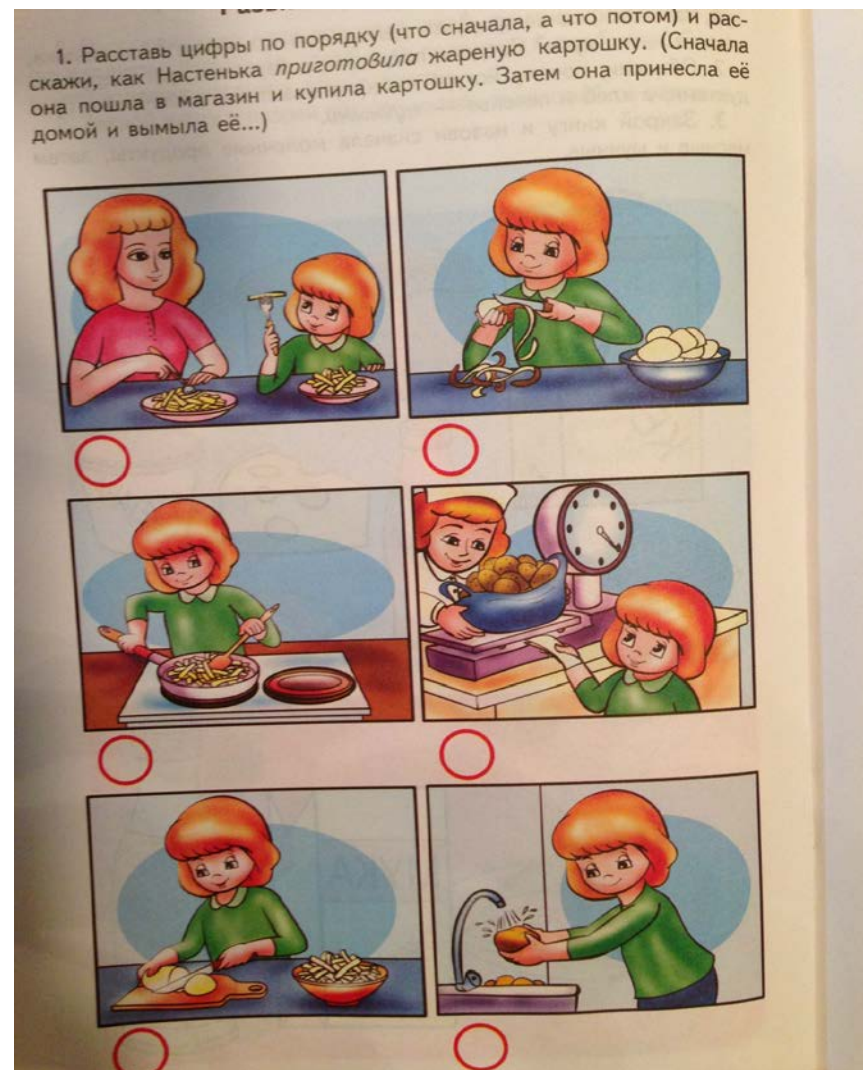 1. Расставь цифры по порядку (что сначала, а что потом) и рас-
скажи, как Настенька приготовила жареную картошку. (Сначала
она пошла в магазин и купила картошку. Затем она принесла её
домой и вымыла её...)